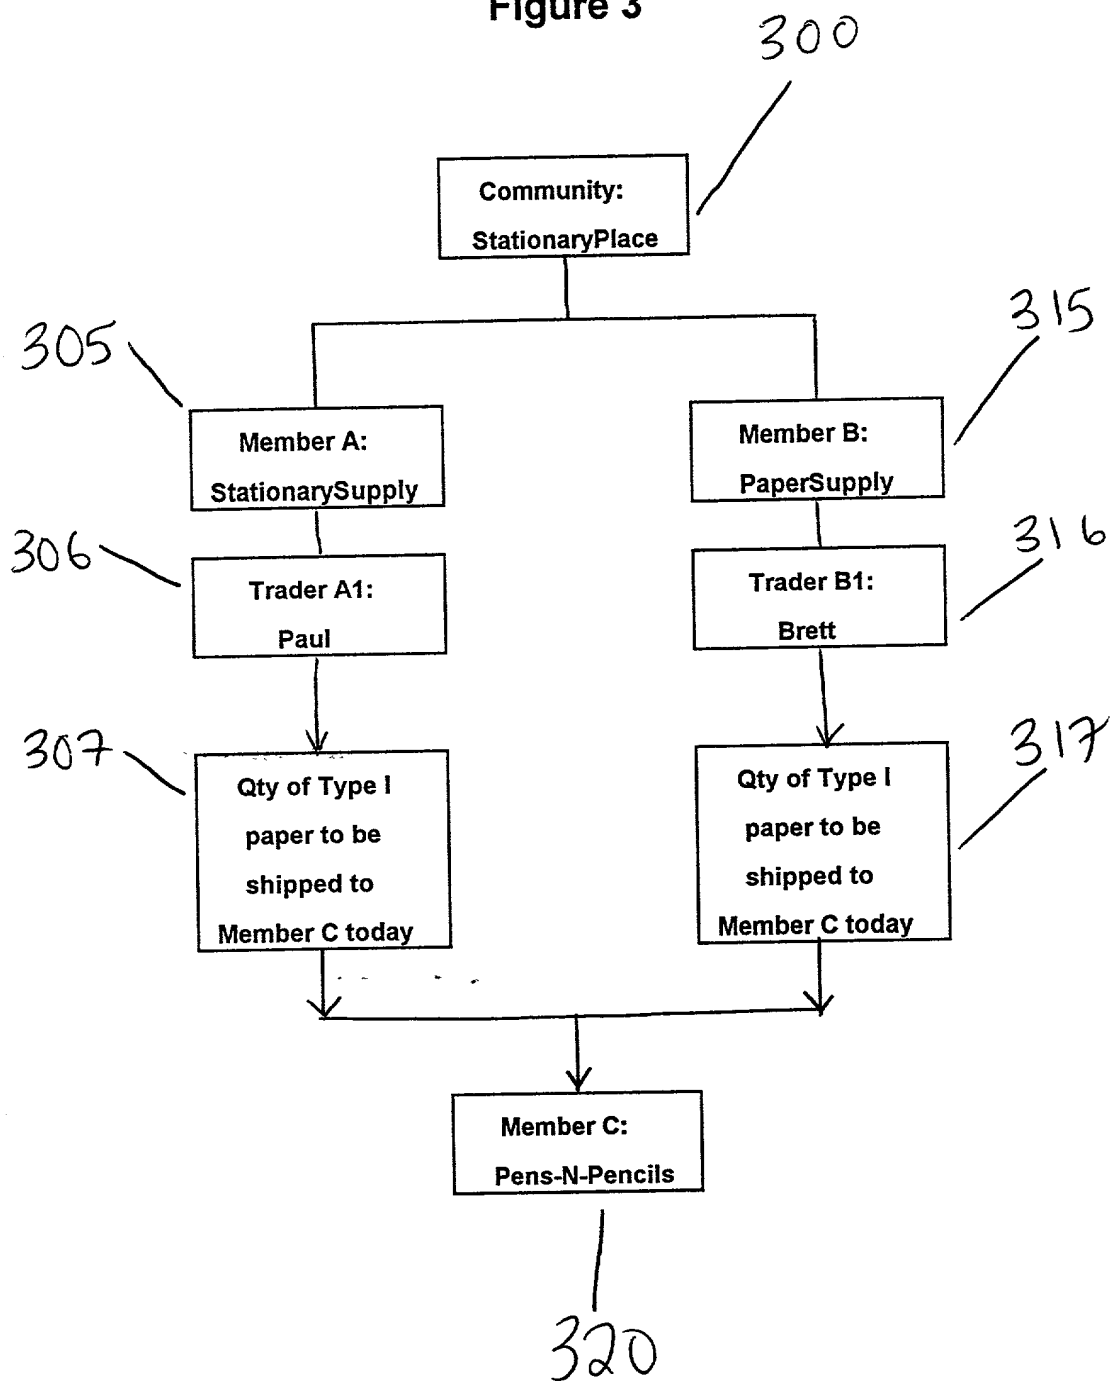 Figure 3
300
Community:
StationaryPlace
305
315
Member A:
StationarySupply
Member B:
PaperSupply
306
316
Trader A1:
Paul
Trader B1:
Brett
307
317
Qty of Type I
paper to be
shipped to
Member C today
Qty of Type I
paper to be
shipped to
Member C today
Member C:
Pens-N-Pencils
320